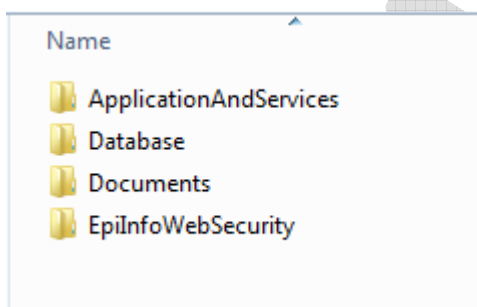 Name
ApplicationAndServices
Database
Documents
EpiInfoWebSecurity